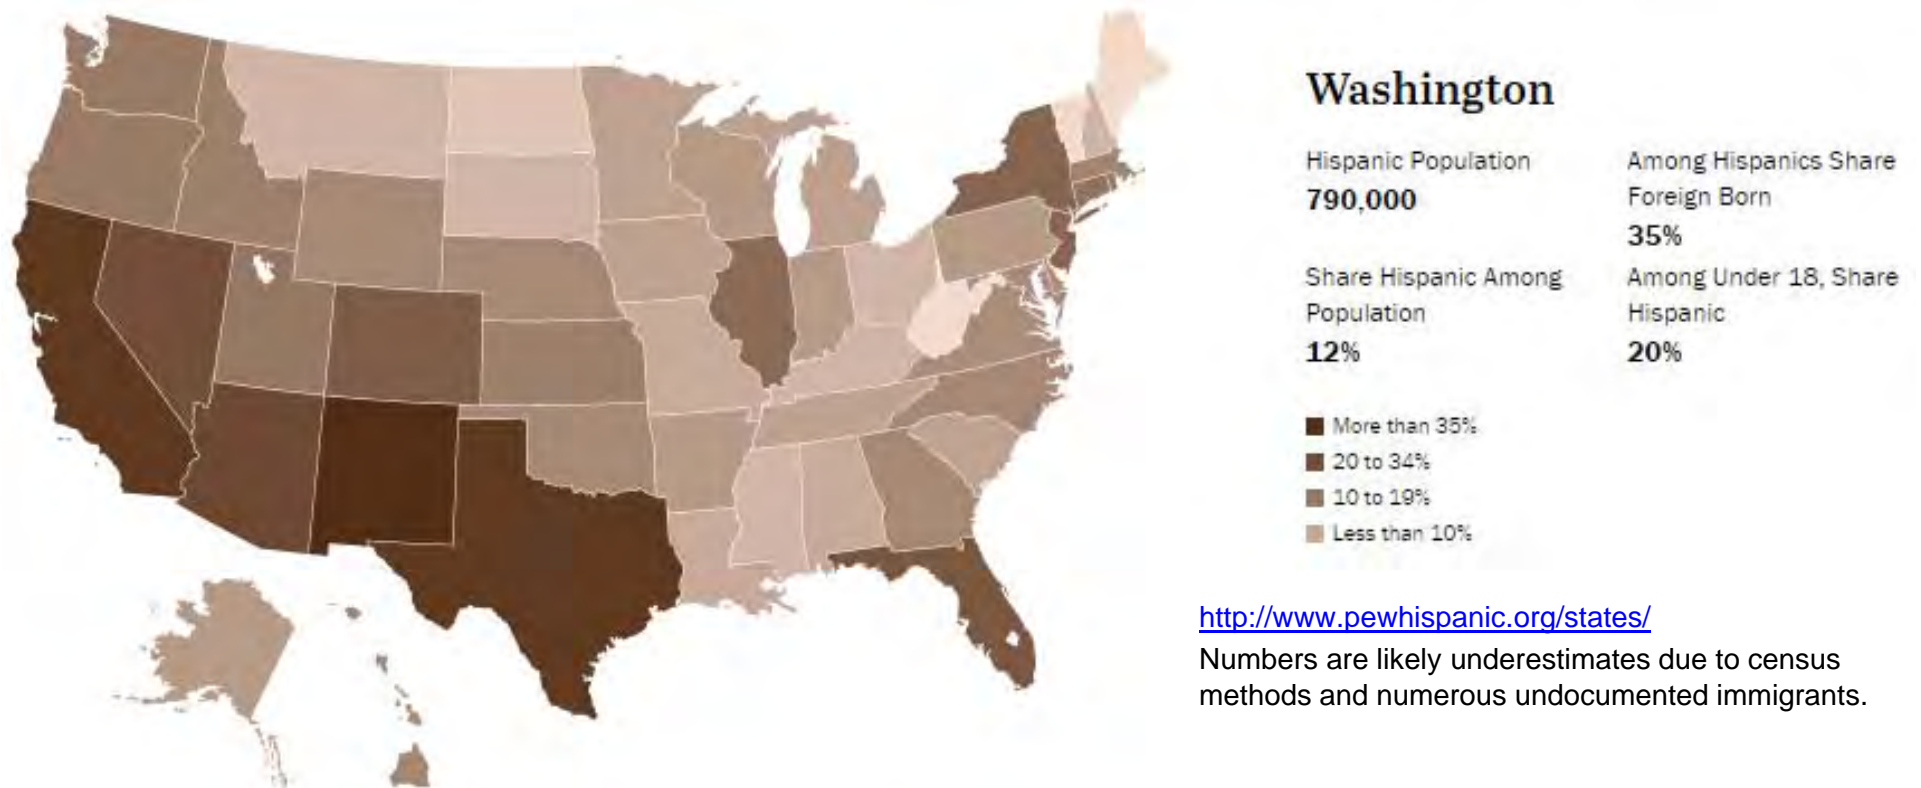 Washington
Hispanic Population
790,000
Among Hispanics Share
Foreign Born
35%
Share Hispanic Among
Population
12%
Among Under 18, Share
Hispanic
20%
More than 35%
20 to 34%
10 to 19%
Less than 10%
http://www.pewhispanic.org/states/
Numbers are likely underestimates due to census
methods and numerous undocumented immigrants.